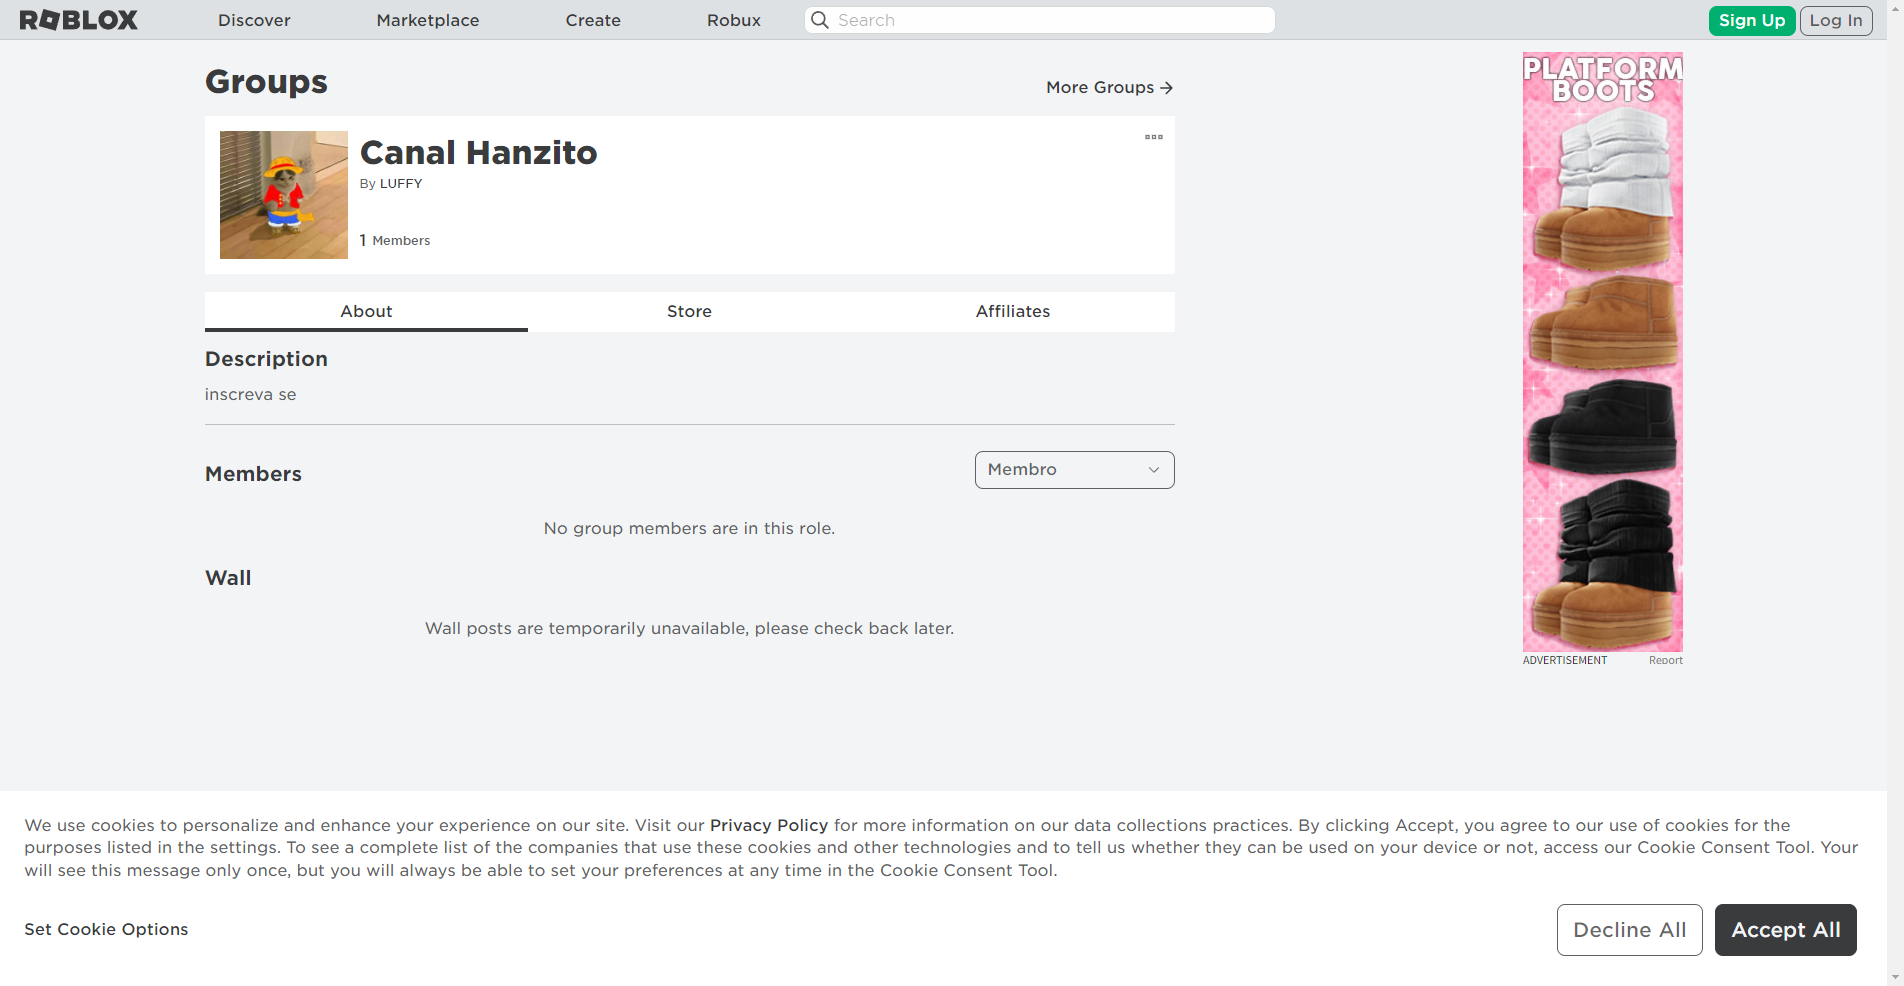 ROBLOX
Discover
Marketplace
Create
Robux
Search
Sign Up
Log In
Groups
More Groups
Canal Hanzito
By LUFFY
1 Members
About
Store
Affiliates
Description
inscreva se
Members
Membro
No group members are in this role.
Wall
Wall posts are temporarily unavailable, please check back later.
PLATFORM
BOOTS
ADVERTISEMENT
Report
We use cookies to personalize and enhance your experience on our site. Visit our Privacy Policy for more information on our data collections practices. By clicking Accept, you agree to our use of cookies for the
purposes listed in the settings. To see a complete list of the companies that use these cookies and other technologies and to tell us whether they can be used on your device or not, access our Cookie Consent Tool. Your
will see this message only once, but you will always be able to set your preferences at any time in the Cookie Consent Tool.
Set Cookie Options
Decline All
Accept All